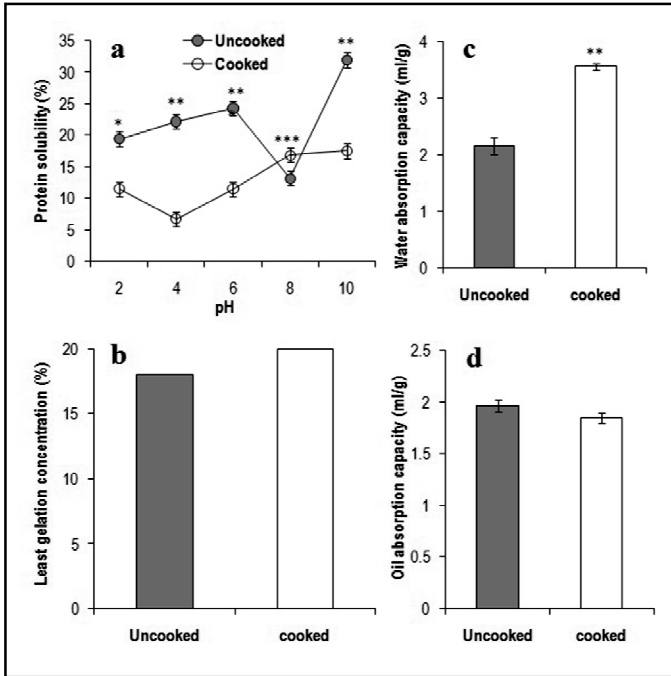 a
Uncooked
Cooked
Protein solubility (%)
35
30
25
20
15
10
5
0
*
**
**
***
**
2 4 6 8 10
pH
c
Water absorption capacity (ml/g)
4
3
2
1
0
**
Uncooked cooked
b
Least gelation concentration (%)
20
15
10
5
0
Uncooked cooked
d
Oil absorption capacity (ml/g)
2.5
2
1.5
1
0.5
0
Uncooked cooked